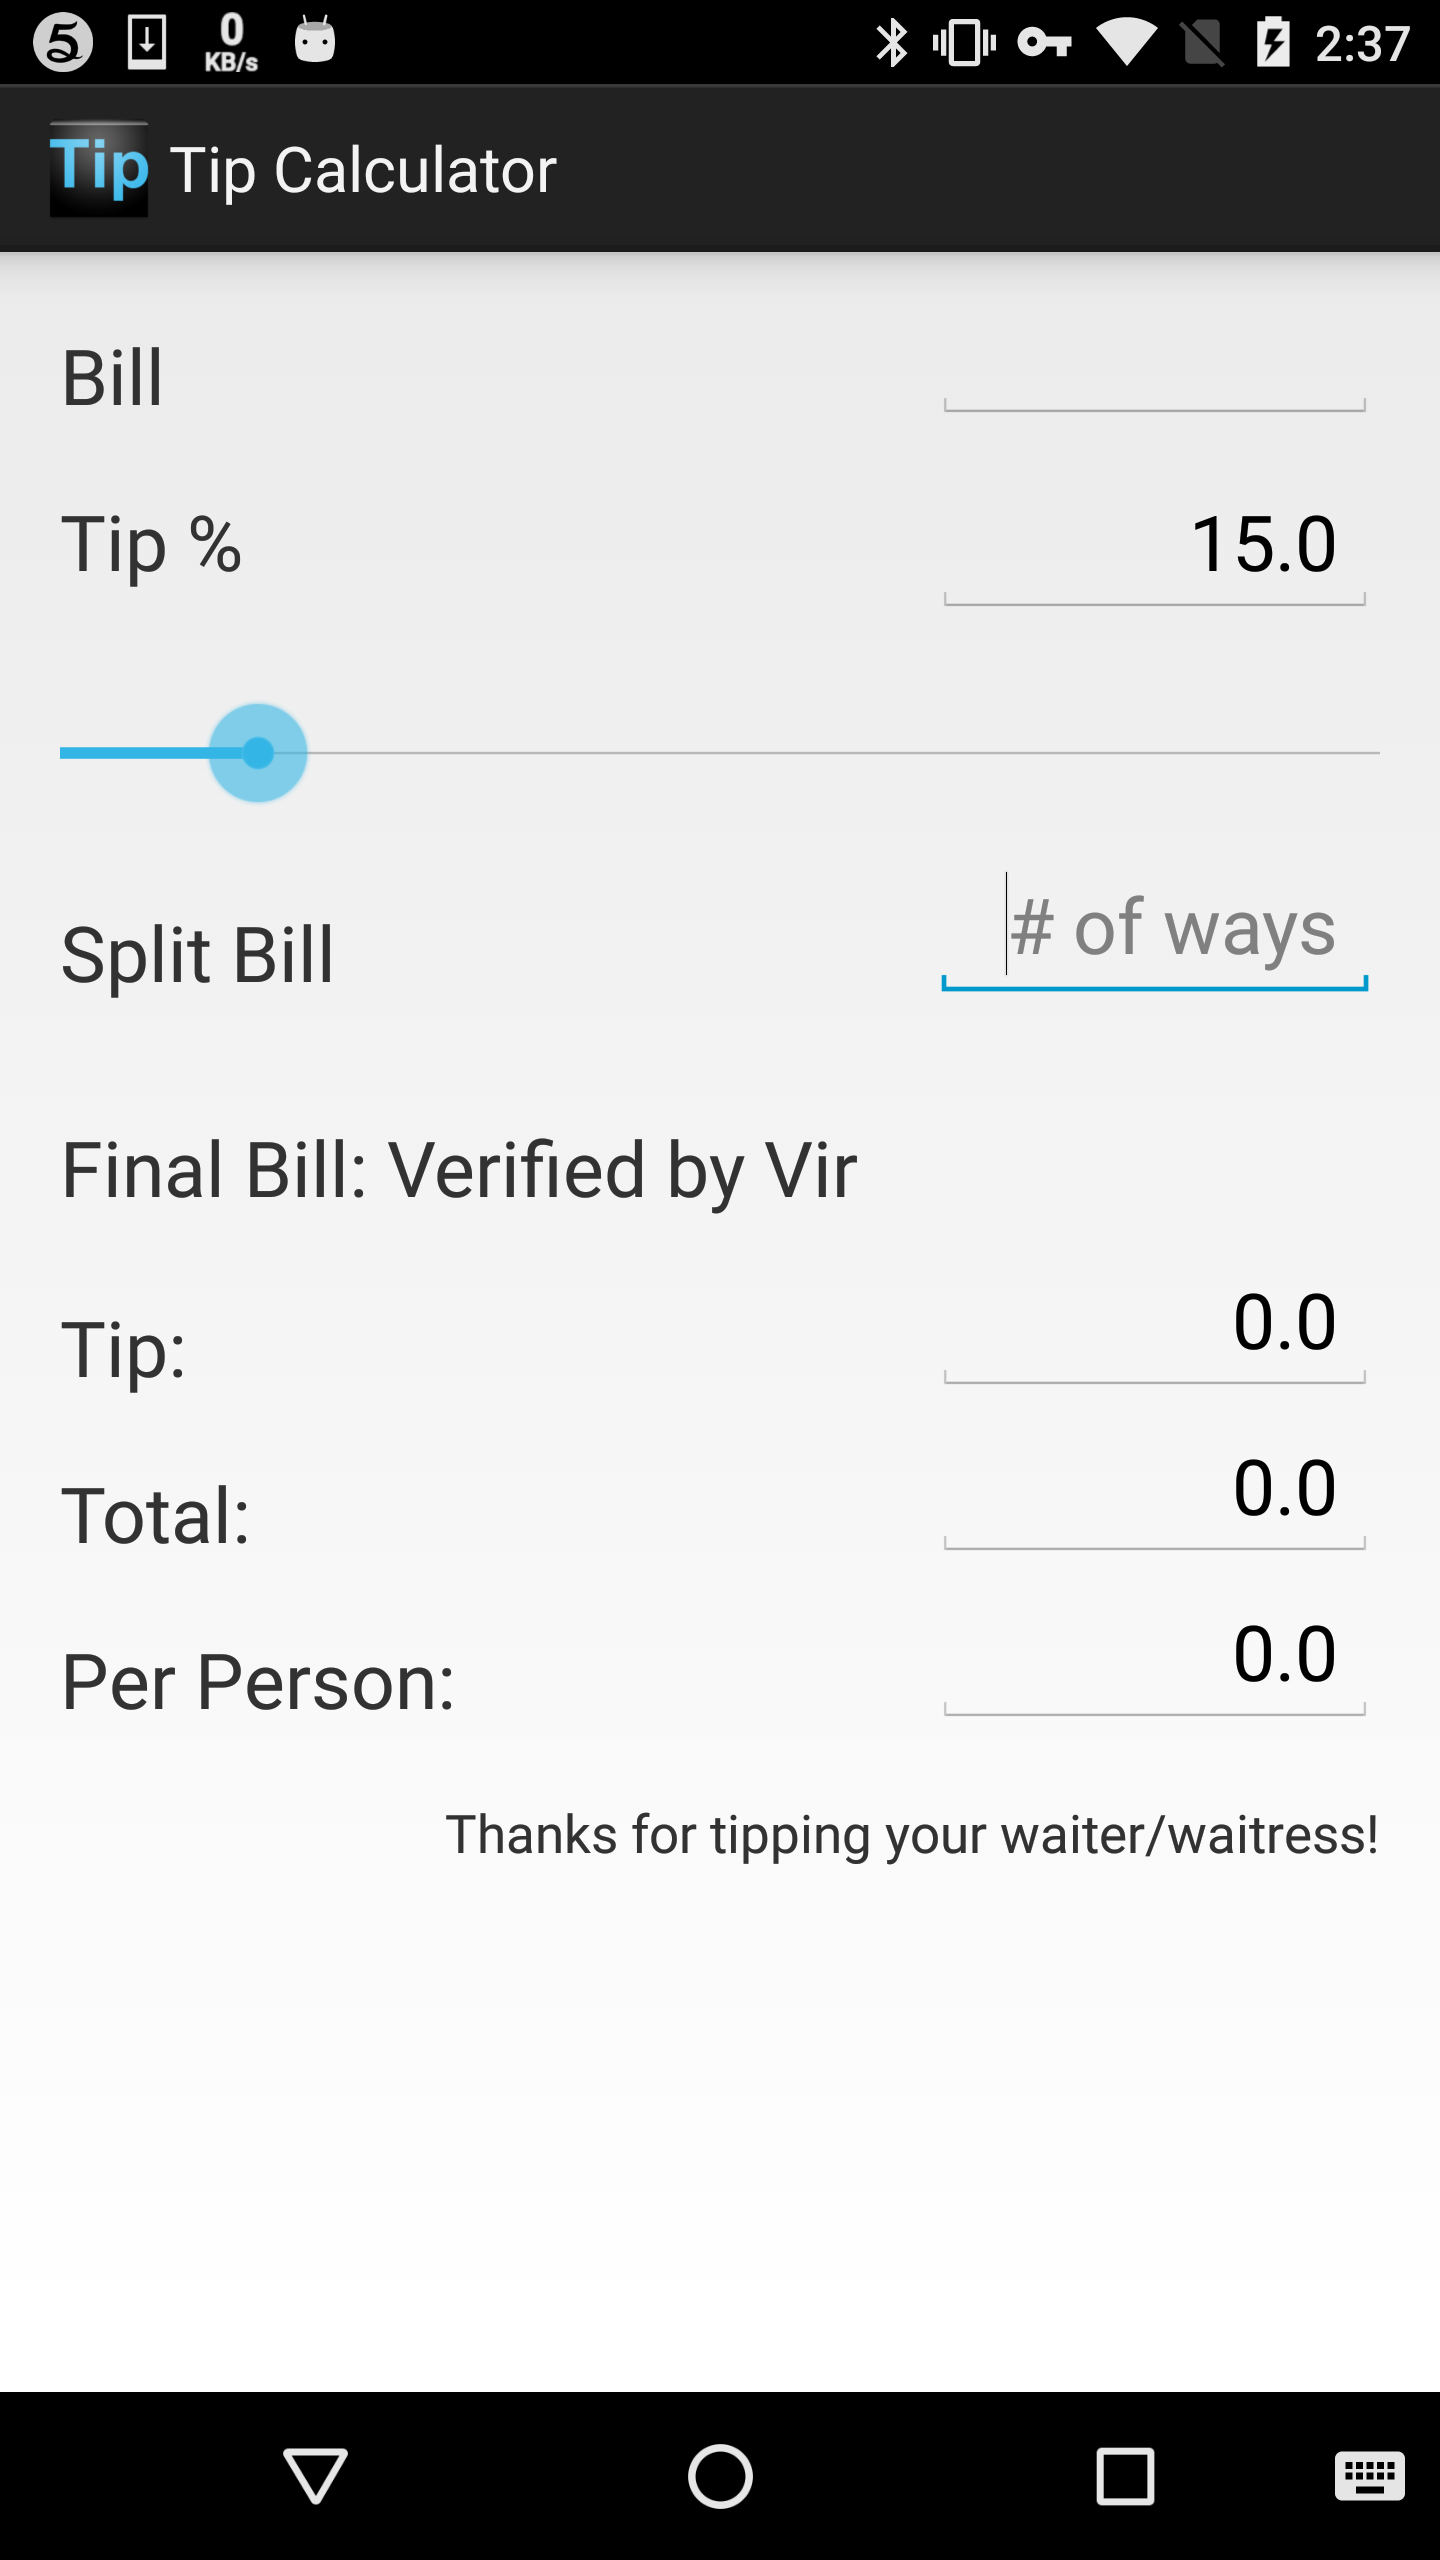 5 0 KB/s 2:37
Tip Tip Calculator
Bill
Tip % 15.0
Split Bill # of ways
Final Bill: Verified by Vir
Tip: 0.0
Total: 0.0
Per Person: 0.0
Thanks for tipping your waiter/waitress!